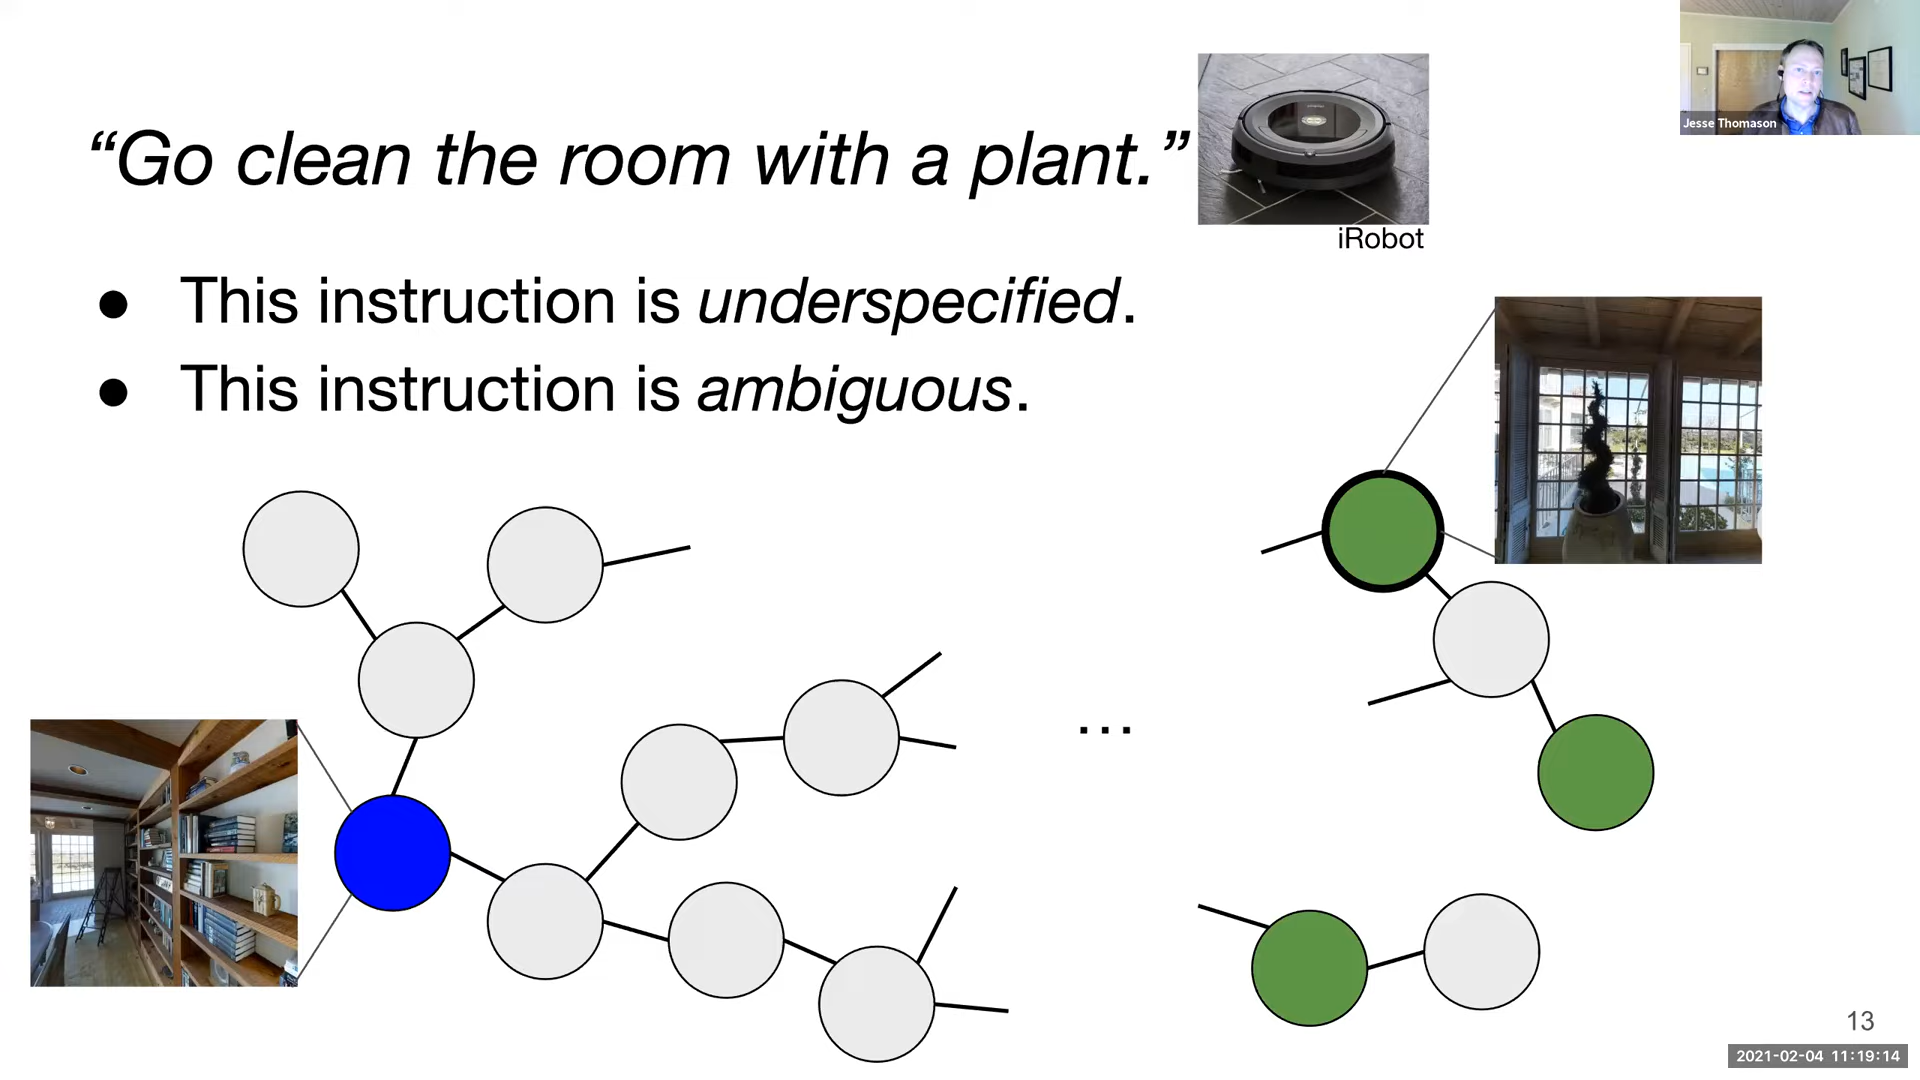 “Go clean the room with a plant.”
iRobot
● This instruction is underspecified.
● This instruction is ambiguous.
...
Jesse Thomason
13
2021-02-04 11:19:14